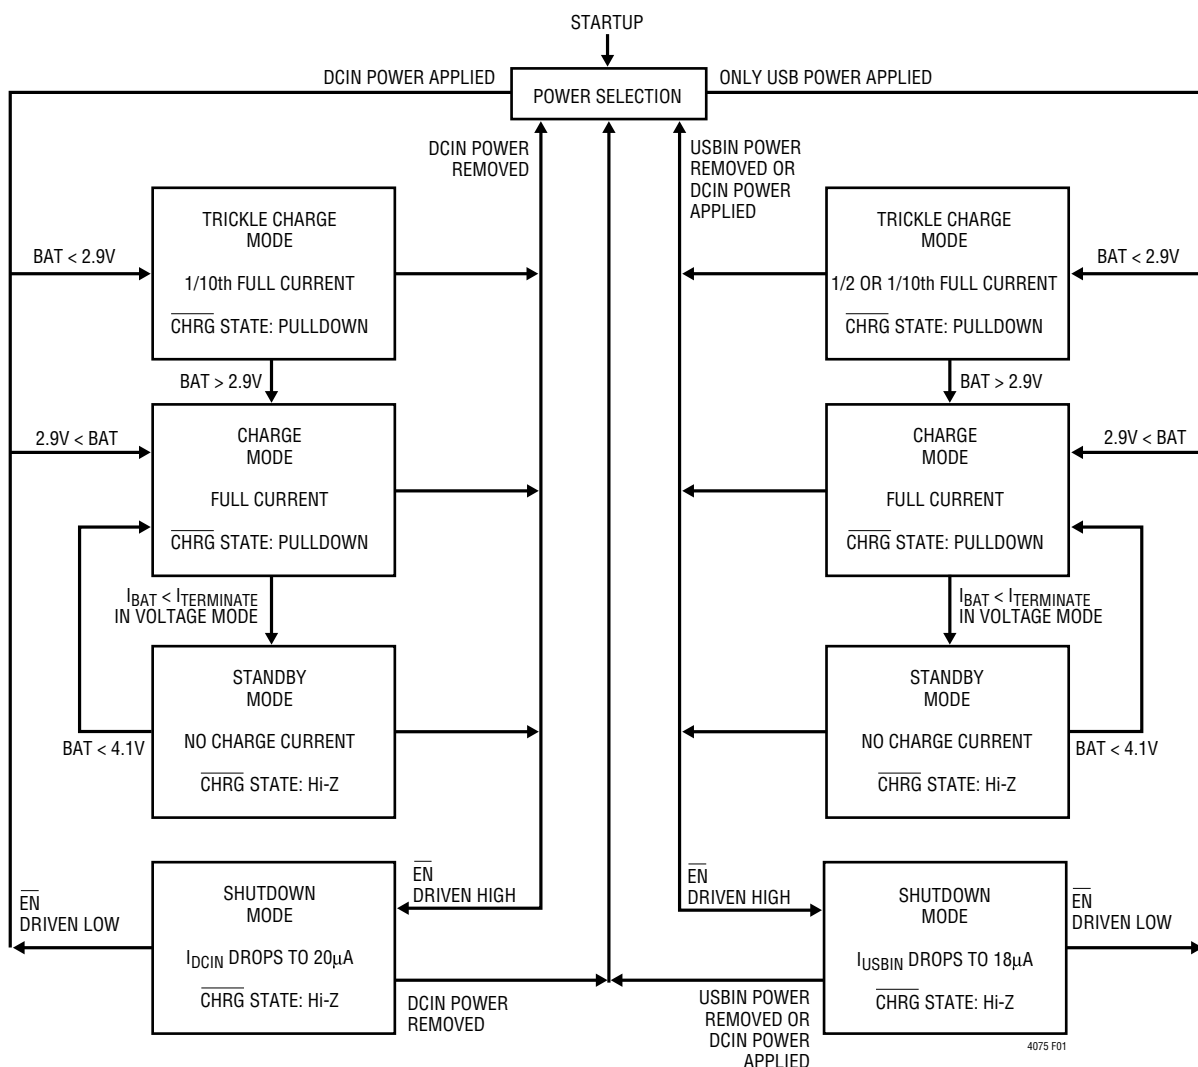 STARTUP
DCIN POWER APPLIED
POWER SELECTION
ONLY USB POWER APPLIED
DCIN POWER
REMOVED
USBIN POWER
REMOVED OR
DCIN POWER
APPLIED
BAT < 2.9V
TRICKLE CHARGE
MODE
1/10th FULL CURRENT
CHRG STATE: PULLDOWN
BAT > 2.9V
2.9V < BAT
CHARGE
MODE
FULL CURRENT
CHRG STATE: PULLDOWN
IBAT < ITERMINATE
IN VOLTAGE MODE
STANDBY
MODE
NO CHARGE CURRENT
CHRG STATE: Hi-Z
BAT < 4.1V
EN
DRIVEN LOW
SHUTDOWN
MODE
IDCIN DROPS TO 20µA
CHRG STATE: Hi-Z
EN
DRIVEN HIGH
DCIN POWER
REMOVED
TRICKLE CHARGE
MODE
1/2 OR 1/10th FULL CURRENT
CHRG STATE: PULLDOWN
BAT < 2.9V
BAT > 2.9V
CHARGE
MODE
FULL CURRENT
CHRG STATE: PULLDOWN
2.9V < BAT
IBAT < ITERMINATE
IN VOLTAGE MODE
STANDBY
MODE
NO CHARGE CURRENT
CHRG STATE: Hi-Z
BAT < 4.1V
EN
DRIVEN HIGH
SHUTDOWN
MODE
IUSBIN DROPS TO 18µA
CHRG STATE: Hi-Z
EN
DRIVEN LOW
USBIN POWER
REMOVED OR
DCIN POWER
APPLIED
4075 F01